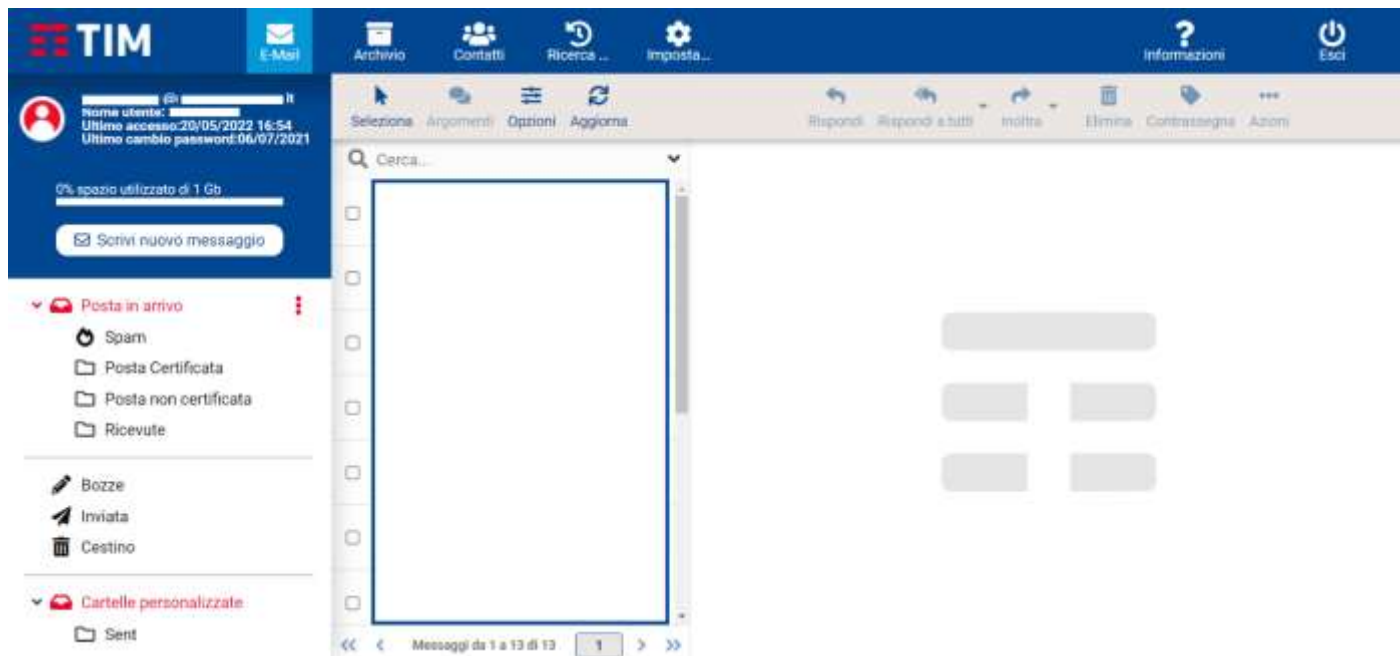 TIM
E-Mail
Archivio
Contatti
Ricerca ...
Imposta...
Informazioni
Esci
@ it
Nome utente:
Ultimo accesso:20/05/2022 16:54
Ultimo cambio password:06/07/2021
0% spazio utilizzato di 1 Gb
Scrivi nuovo messaggio
Posta in arrivo
Spam
Posta Certificata
Posta non certificata
Ricevute
Bozze
Inviata
Cestino
Cartelle personalizzate
Sent
Seleziona
Argomenti
Opzioni
Aggiorna
Rispondi
Rispondi a tutti
Inoltra
Elimina
Contrassegna
Azioni
Cerca...
Messaggi da 1 a 13 di 13
1